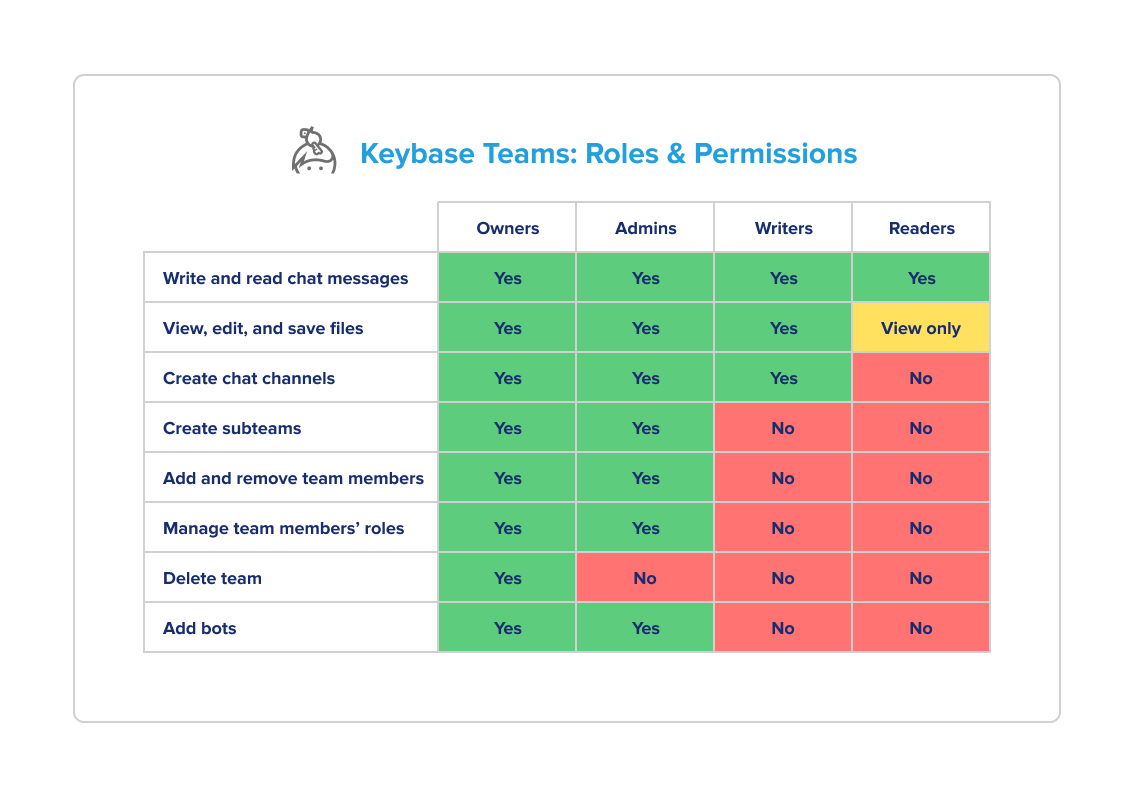 Keybase Teams: Roles & Permissions
Owners Admins Writers Readers
Write and read chat messages Yes Yes Yes Yes
View, edit, and save files Yes Yes Yes View only
Create chat channels Yes Yes Yes No
Create subteams Yes Yes No No
Add and remove team members Yes Yes No No
Manage team members’ roles Yes Yes No No
Delete team Yes No No No
Add bots Yes Yes No No